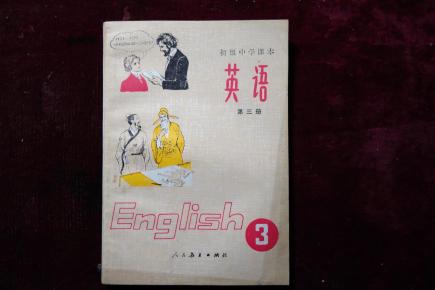 初级中学课本
英语
第三册
English
3
人民教育出版社